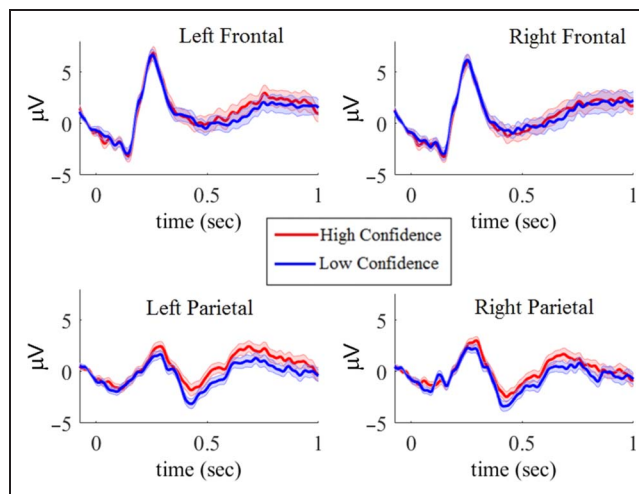 Left Frontal
Right Frontal
μV
5
0
−5
0
0.5
1
time (sec)
μV
5
0
−5
0
0.5
1
time (sec)
High Confidence
Low Confidence
Left Parietal
Right Parietal
μV
5
0
−5
0
0.5
1
time (sec)
μV
5
0
−5
0
0.5
1
time (sec)